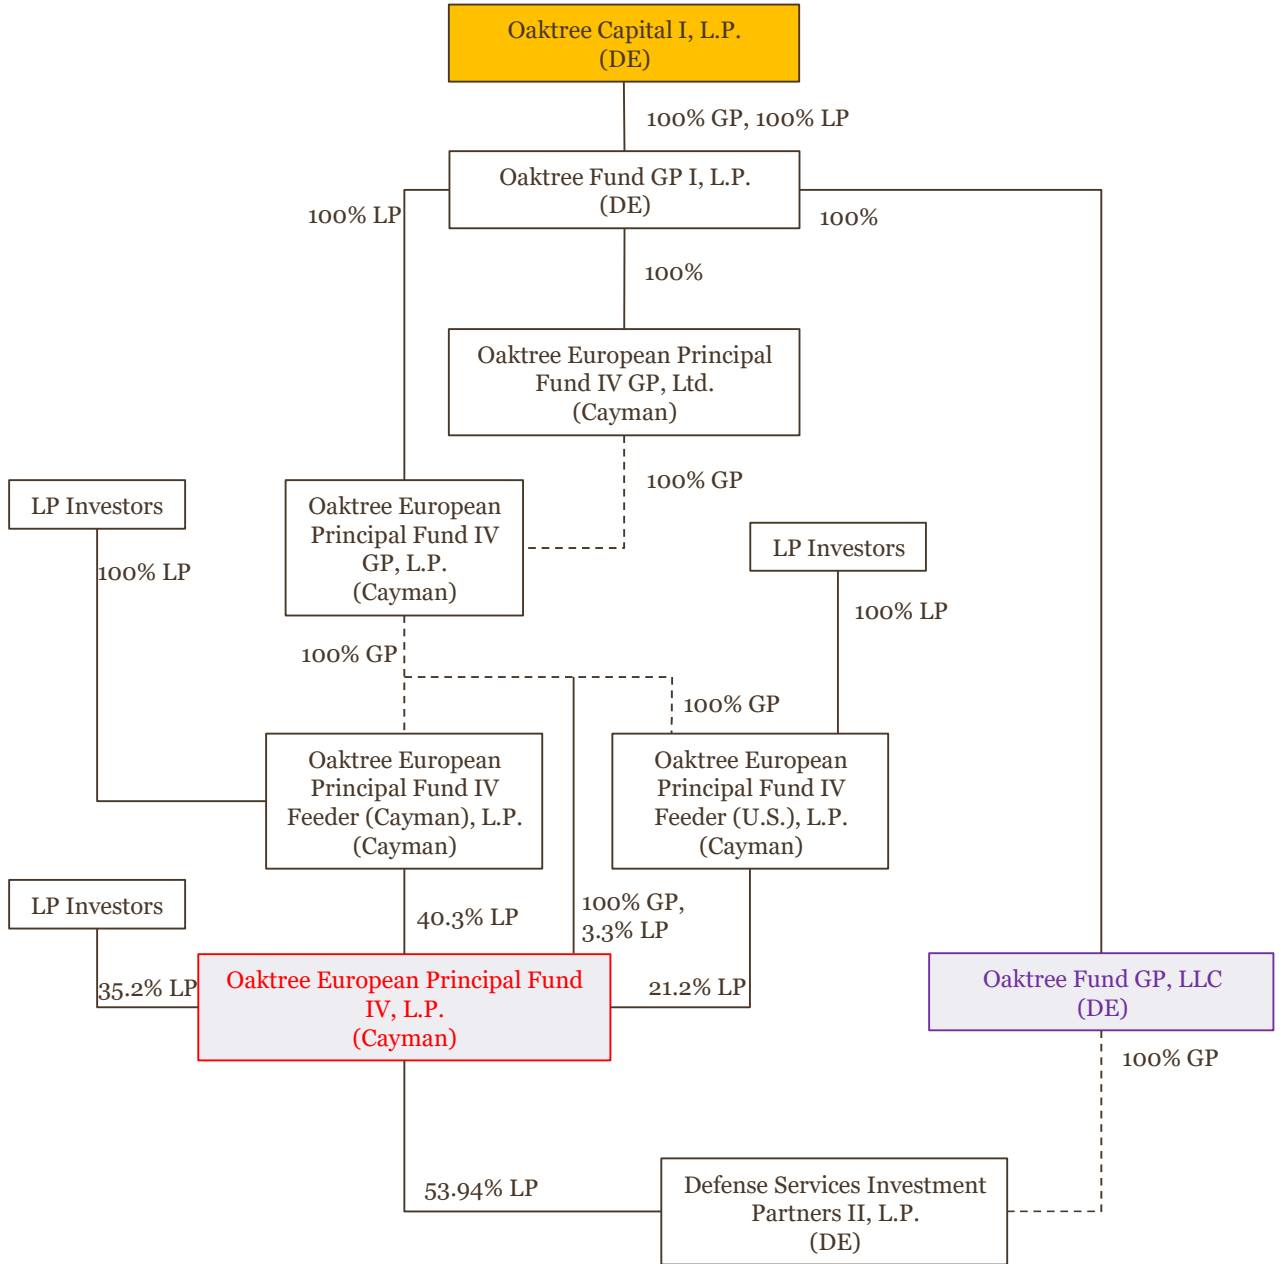 Oaktree Capital I, L.P.
(DE)
100% GP, 100% LP
Oaktree Fund GP I, L.P.
(DE)
100% LP
100%
100%
Oaktree European Principal
Fund IV GP, Ltd.
(Cayman)
100% GP
LP Investors
Oaktree European
Principal Fund IV
GP, L.P.
(Cayman)
LP Investors
100% LP
100% LP
100% GP
100% GP
Oaktree European
Principal Fund IV
Feeder (Cayman), L.P.
(Cayman)
Oaktree European
Principal Fund IV
Feeder (U.S.), L.P.
(Cayman)
LP Investors
40.3% LP
100% GP,
3.3% LP
35.2% LP
Oaktree European Principal Fund
IV, L.P.
(Cayman)
21.2% LP
Oaktree Fund GP, LLC
(DE)
100% GP
53.94% LP
Defense Services Investment
Partners II, L.P.
(DE)